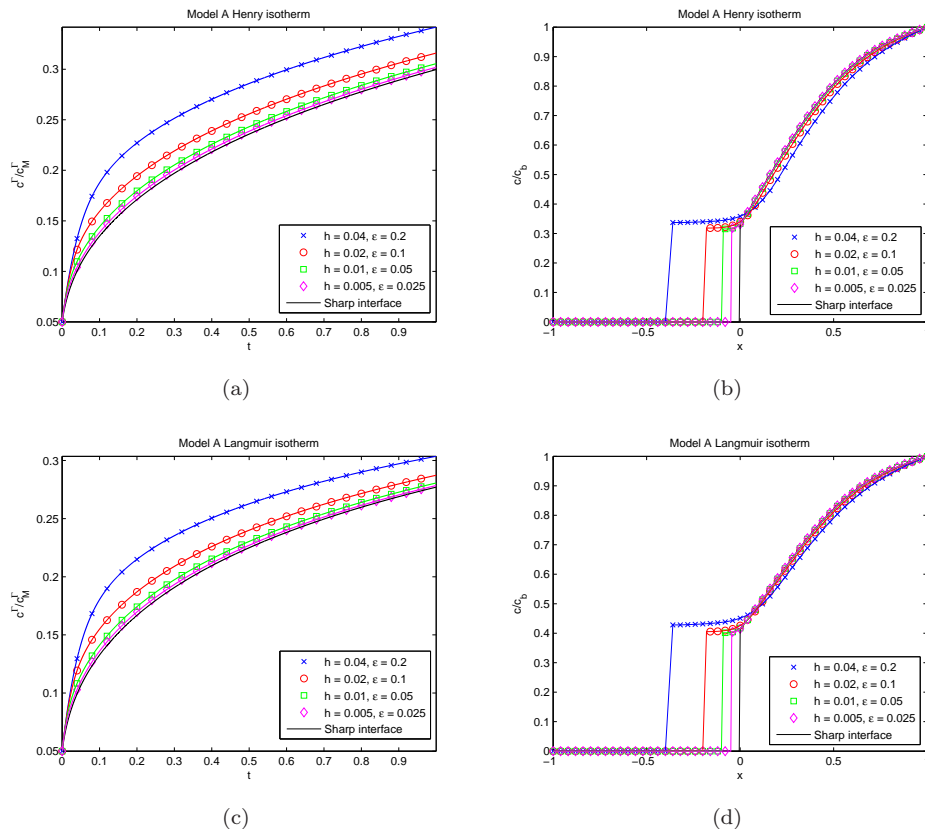 Model A Henry isotherm
c^Γ/c_M^Γ
0.3
0.25
0.2
0.15
0.1
0.05
0 0.1 0.2 0.3 0.4 0.5 0.6 0.7 0.8 0.9
t
h = 0.04, ε = 0.2
h = 0.02, ε = 0.1
h = 0.01, ε = 0.05
h = 0.005, ε = 0.025
Sharp interface
(a)
Model A Henry isotherm
c/c_b
1
0.9
0.8
0.7
0.6
0.5
0.4
0.3
0.2
0.1
0
−1 −0.5 0 0.5
x
h = 0.04, ε = 0.2
h = 0.02, ε = 0.1
h = 0.01, ε = 0.05
h = 0.005, ε = 0.025
Sharp interface
(b)
Model A Langmuir isotherm
c^Γ/c_M^Γ
0.3
0.25
0.2
0.15
0.1
0.05
0 0.1 0.2 0.3 0.4 0.5 0.6 0.7 0.8 0.9
t
h = 0.04, ε = 0.2
h = 0.02, ε = 0.1
h = 0.01, ε = 0.05
h = 0.005, ε = 0.025
Sharp interface
(c)
Model A Langmuir isotherm
c/c_b
1
0.9
0.8
0.7
0.6
0.5
0.4
0.3
0.2
0.1
0
−1 −0.5 0 0.5
x
h = 0.04, ε = 0.2
h = 0.02, ε = 0.1
h = 0.01, ε = 0.05
h = 0.005, ε = 0.025
Sharp interface
(d)